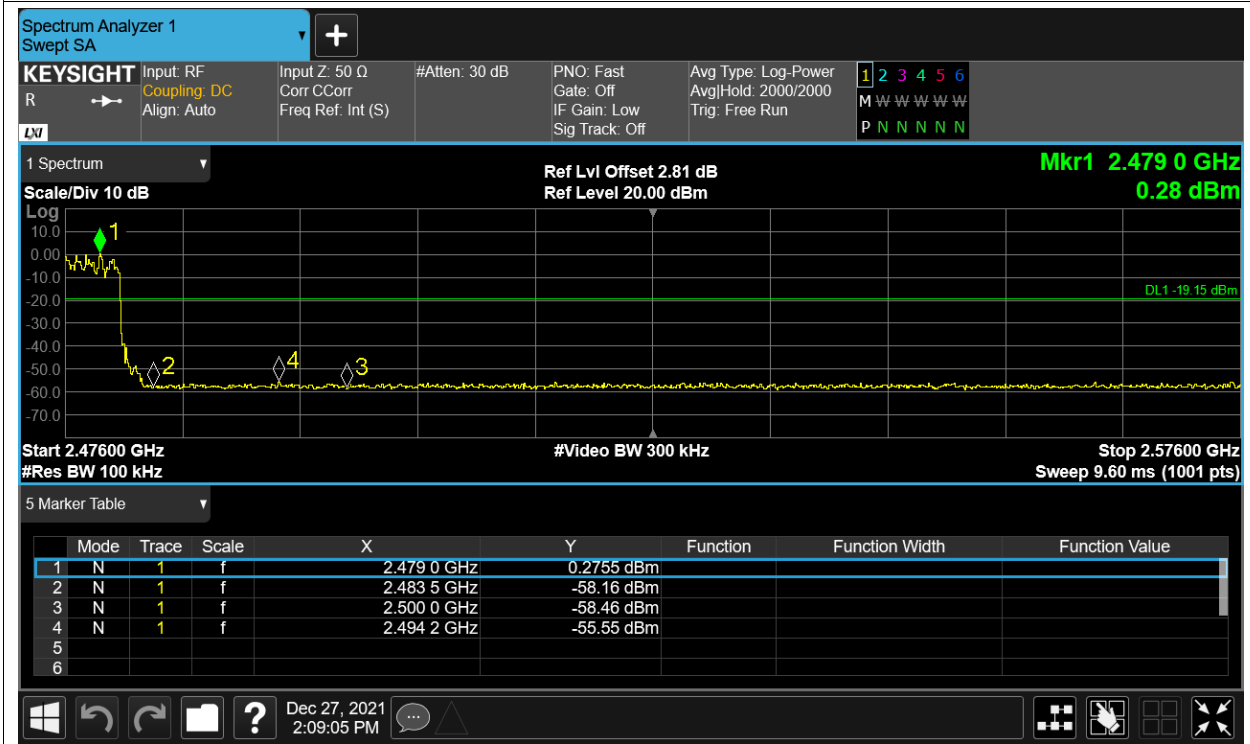 Spectrum Analyzer 1
Swept SA
+
KEYSIGHT
R
LXI
Input: RF
Coupling: DC
Align: Auto
Input Z: 50 Ω
Corr CCorr
Freq Ref: Int (S)
#Atten: 30 dB
PNO: Fast
Gate: Off
IF Gain: Low
Sig Track: Off
Avg Type: Log-Power
Avg|Hold: 2000/2000
Trig: Free Run
1 2 3 4 5 6
M W W W W W
P N N N N N
1 Spectrum
Scale/Div 10 dB
Ref Lvl Offset 2.81 dB
Ref Level 20.00 dBm
Mkr1 2.479 0 GHz
0.28 dBm
Log
10.0
0.00
-10.0
-20.0
-30.0
-40.0
-50.0
-60.0
-70.0
1
2
4
3
DL1 -19.15 dBm
Start 2.47600 GHz
#Res BW 100 kHz
#Video BW 300 kHz
Stop 2.57600 GHz
Sweep 9.60 ms (1001 pts)
5 Marker Table
Mode Trace Scale X Y Function Function Width Function Value
1 N 1 f 2.479 0 GHz 0.2755 dBm
2 N 1 f 2.483 5 GHz -58.16 dBm
3 N 1 f 2.500 0 GHz -58.46 dBm
4 N 1 f 2.494 2 GHz -55.55 dBm
5
6
?
Dec 27, 2021
2:09:05 PM